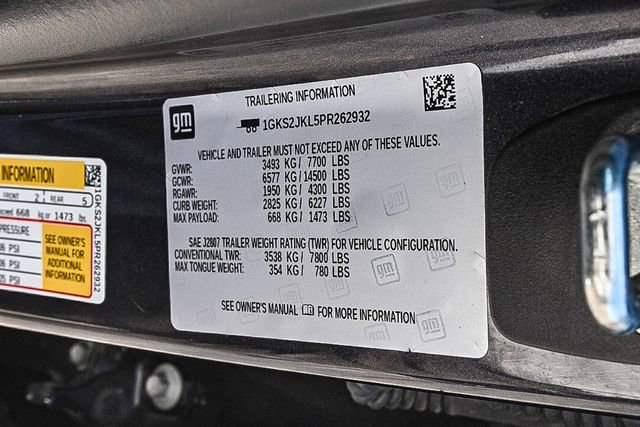 gm
TRAILERING INFORMATION
1GKS2JKL5PR262932
VEHICLE AND TRAILER MUST NOT EXCEED ANY OF THESE VALUES.
GVWR: 3493 KG/ 7700 LBS
GCWR: 6577 KG/ 14500 LBS
RGAWR: 1950 KG/ 4300 LBS
CURB WEIGHT: 2825 KG/ 6227 LBS
MAX PAYLOAD: 668 KG/ 1473 LBS
SAE J2807 TRAILER WEIGHT RATING (TWR) FOR VEHICLE CONFIGURATION.
CONVENTIONAL TWR: 3538 KG/ 7800 LBS
MAX TONGUE WEIGHT: 354 KG/ 780 LBS
SEE OWNER'S MANUAL FOR MORE INFORMATION
INFORMATION
FRONT 2 REAR 5
668 kg or 1473 lbs.
PRESSURE
PSI
PSI
PSI
SEE OWNER'S
MANUAL FOR
ADDITIONAL
INFORMATION
1GKS2JKL5PR262932